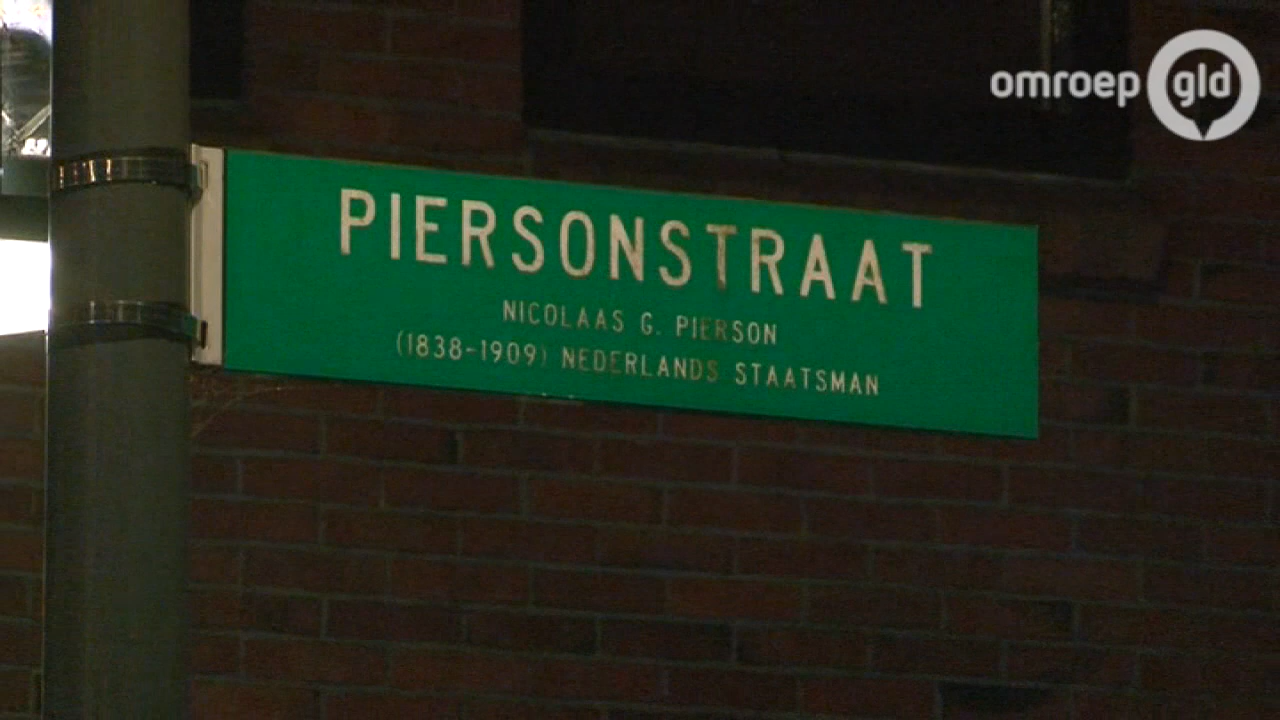 omroep gld
PIERSONSTRAAT
NICOLAAS G. PIERSON
(1838-1909) NEDERLANDS STAATSMAN